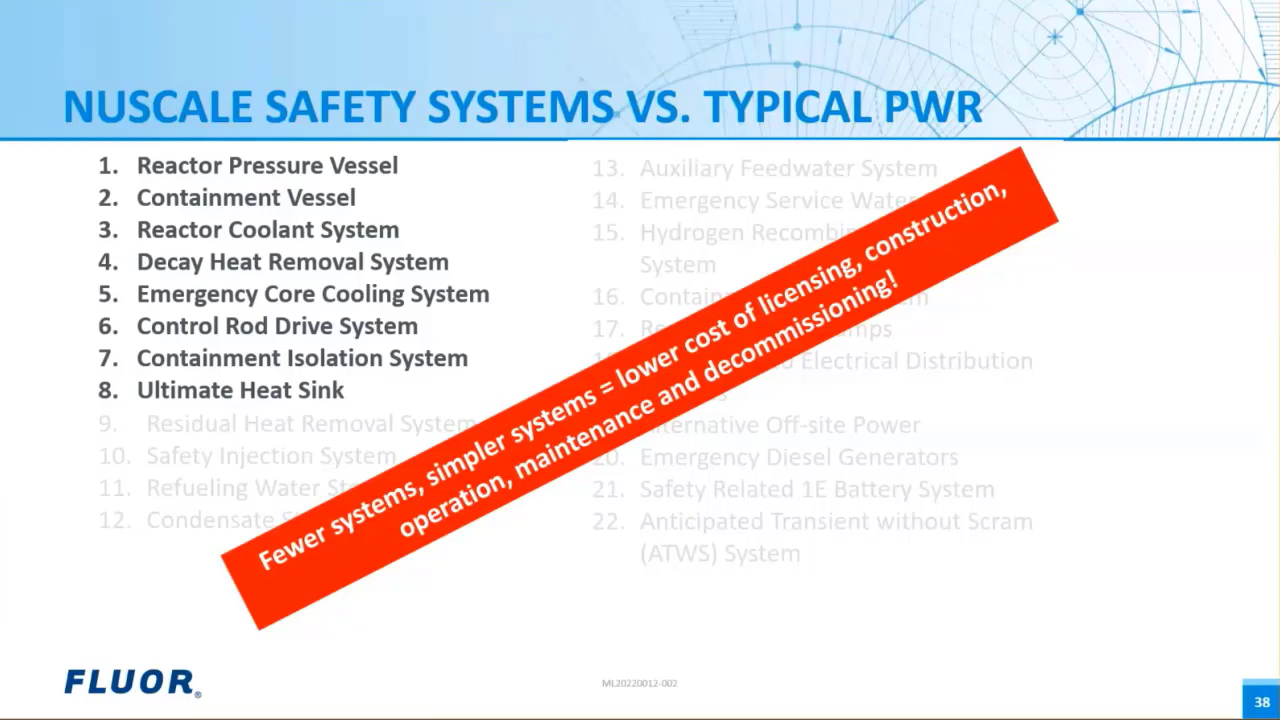 NUSCALE SAFETY SYSTEMS VS. TYPICAL PWR
1. Reactor Pressure Vessel
2. Containment Vessel
3. Reactor Coolant System
4. Decay Heat Removal System
5. Emergency Core Cooling System
6. Control Rod Drive System
7. Containment Isolation System
8. Ultimate Heat Sink
9. Residual Heat Removal System
10. Safety Injection System
11. Refueling Water
12. Condensate
13. Auxiliary Feedwater System
14. Emergency Service
15. Hydrogen
System
16.
17.
Electrical Distribution
Off-site Power
20. Emergency Diesel Generators
21. Safety Related 1E Battery System
22. Anticipated Transient without Scram
(ATWS) System
Fewer systems, simpler systems = lower cost of licensing, construction,
operation, maintenance and decommissioning!
FLUOR®
ML20220012-002
38